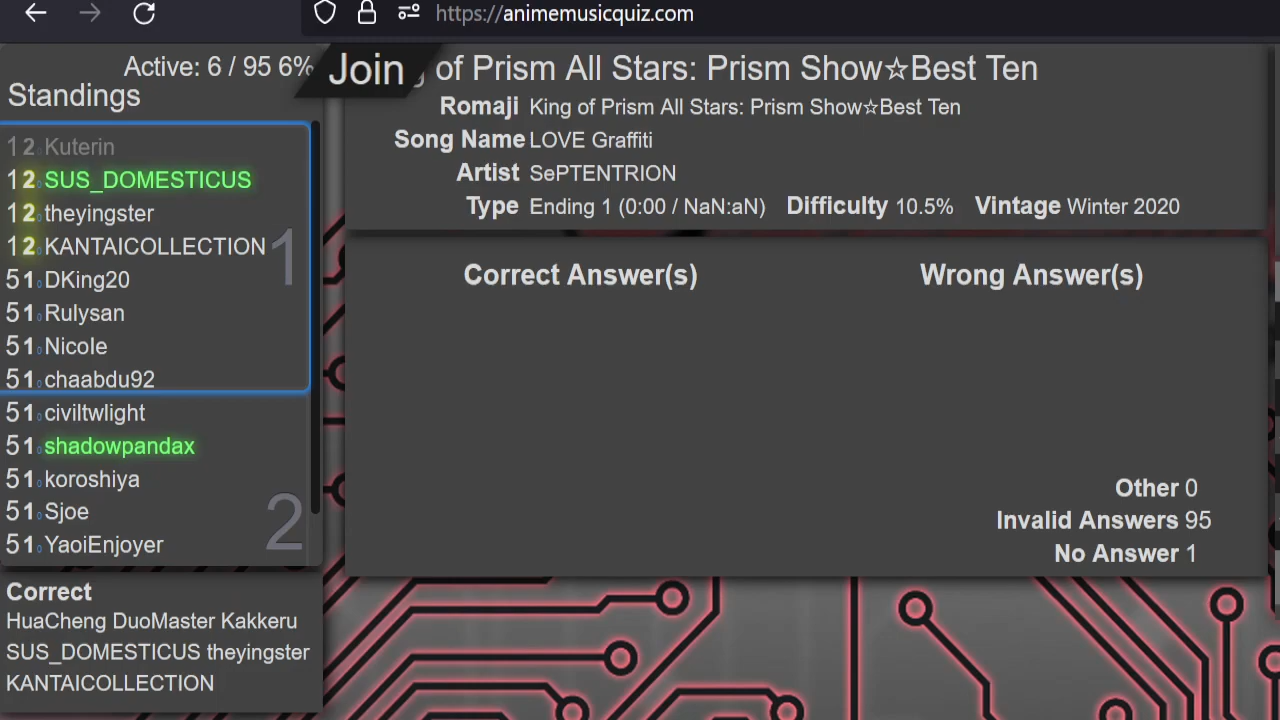 https://animemusicquiz.com
Active: 6 / 95 6%
Standings
12 Kuterin
12 SUS_DOMESTICUS
12 theyingster
12 KANTAICOLLECTION
51 DKing20
51 Rulysan
51 Nicole
51 chaabdu92
1
51 civiltwlight
51 shadowpandax
51 koroshiya
51 Sjoe
51 YaoiEnjoyer
2
Correct
HuaCheng DuoMaster Kakkeru
SUS_DOMESTICUS theyingster
KANTAICOLLECTION
Join
g of Prism All Stars: Prism Show☆Best Ten
Romaji King of Prism All Stars: Prism Show☆Best Ten
Song Name LOVE Graffiti
Artist SePTENTRION
Type Ending 1 (0:00 / NaN:aN) Difficulty 10.5% Vintage Winter 2020
Correct Answer(s) Wrong Answer(s)
Other 0
Invalid Answers 95
No Answer 1